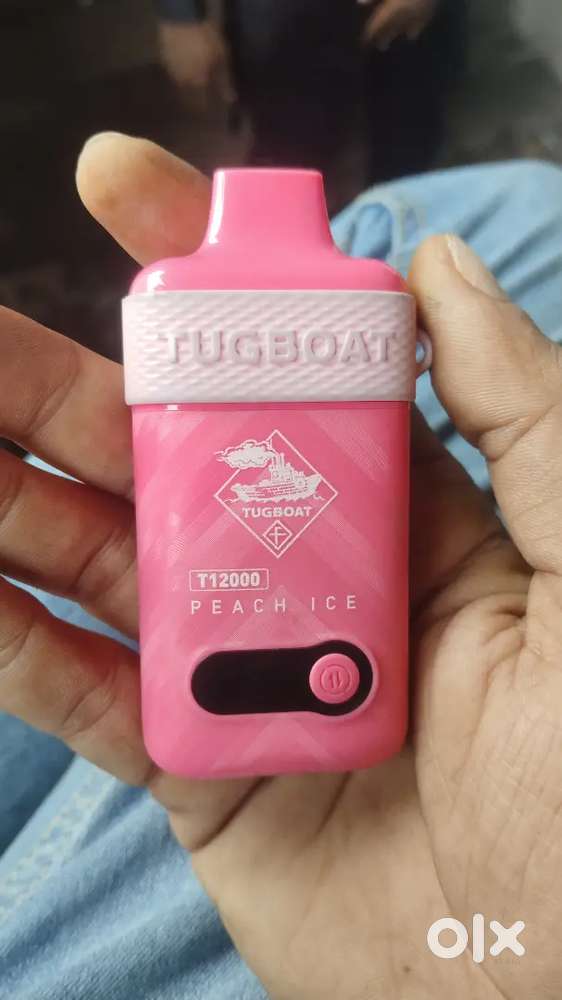 TUGBOAT
TUGBOAT
T12000
PEACH ICE
olx